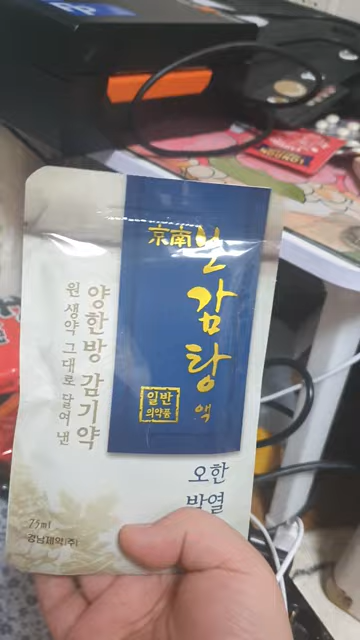 京南
보감탕액
일반
의약품
양한방 감기약
원 생약 그대로 달여 낸
오한
발열
75ml
경남제약(주)